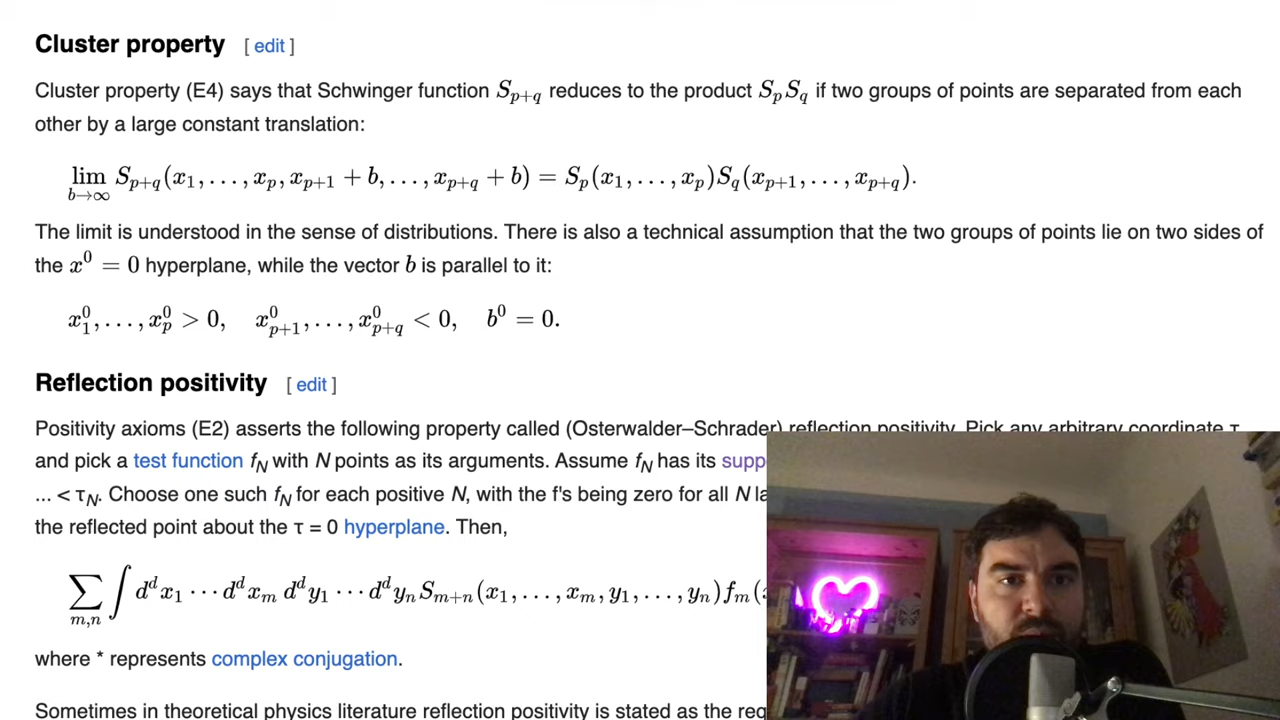 Cluster property [ edit ]
Cluster property (E4) says that Schwinger function S_{p+q} reduces to the product S_p S_q if two groups of points are separated from each
other by a large constant translation:
lim_{b→∞} S_{p+q}(x_1, …, x_p, x_{p+1} + b, …, x_{p+q} + b) = S_p(x_1, …, x_p)S_q(x_{p+1}, …, x_{p+q}).
The limit is understood in the sense of distributions. There is also a technical assumption that the two groups of points lie on two sides of
the x^0 = 0 hyperplane, while the vector b is parallel to it:
x_1^0, …, x_p^0 > 0, x_{p+1}^0, …, x_{p+q}^0 < 0, b^0 = 0.
Reflection positivity [ edit ]
Positivity axioms (E2) asserts the following property called (Osterwalder–Schrader) reflection positivity. Pick any arbitrary coordinate τ
and pick a test function f_N with N points as its arguments. Assume f_N has its supp
... < τ_N. Choose one such f_N for each positive N, with the f's being zero for all N la
the reflected point about the τ = 0 hyperplane. Then,
∑_{m,n} ∫ d^d x_1 ⋯ d^d x_m d^d y_1 ⋯ d^d y_n S_{m+n}(x_1, …, x_m, y_1, …, y_n) f_m(
where * represents complex conjugation.
Sometimes in theoretical physics literature reflection positivity is stated as the req